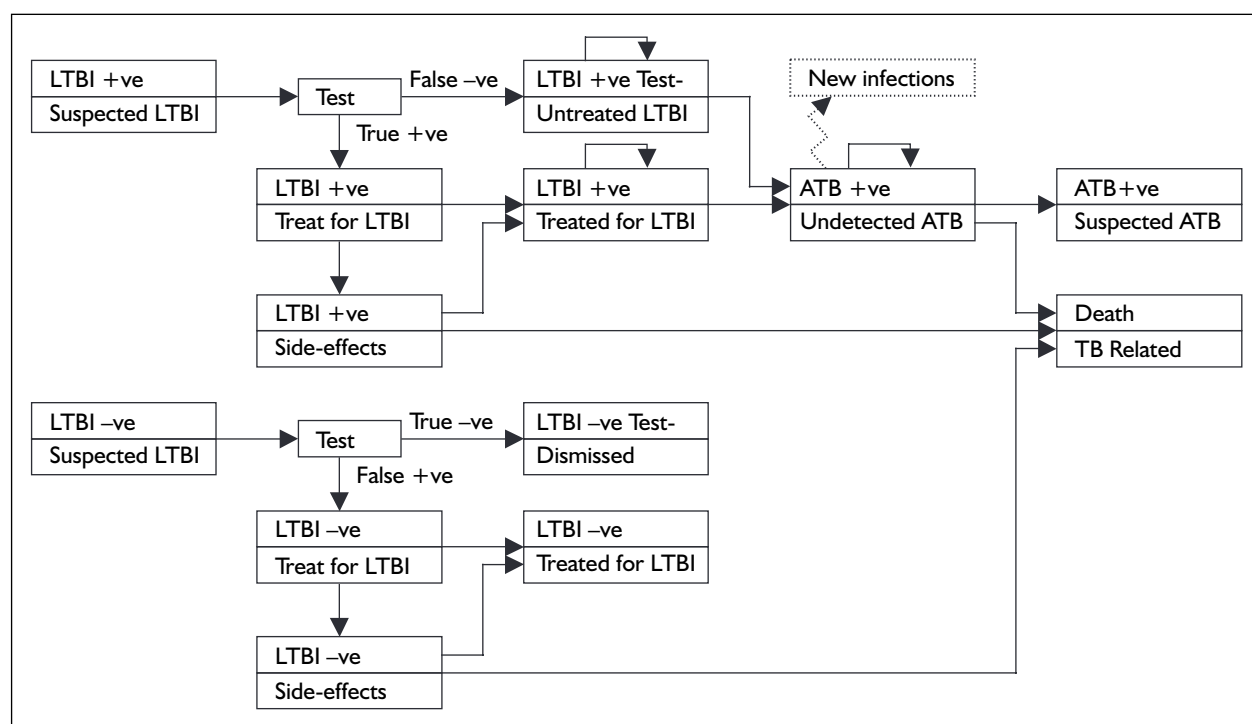 LTBI +ve
Suspected LTBI
Test
False –ve
LTBI +ve Test-
Untreated LTBI
New infections
True +ve
LTBI +ve
Treat for LTBI
LTBI +ve
Treated for LTBI
ATB +ve
Undetected ATB
ATB+ve
Suspected ATB
LTBI +ve
Side-effects
Death
TB Related
LTBI –ve
Suspected LTBI
Test
True –ve
LTBI –ve Test-
Dismissed
False +ve
LTBI –ve
Treat for LTBI
LTBI –ve
Treated for LTBI
LTBI –ve
Side-effects